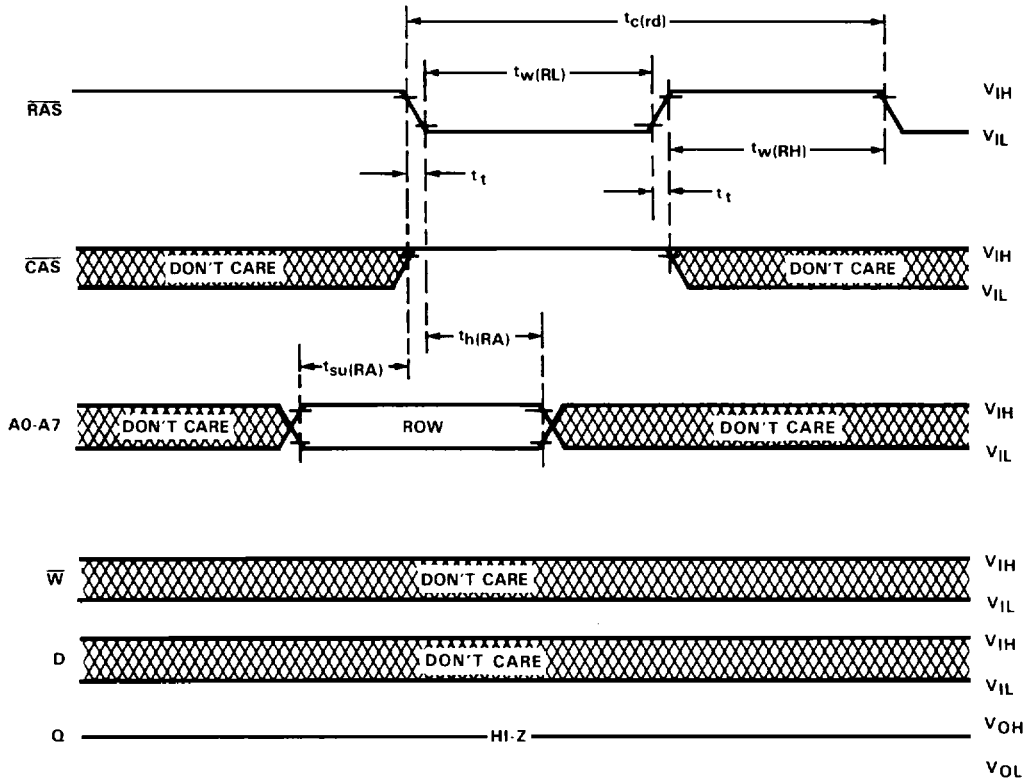 tc(rd)
tw(RL)
R̅A̅S̅
VIH
VIL
tw(RH)
tt
tt
C̅A̅S̅
DON'T CARE
DON'T CARE
VIH
VIL
th(RA)
tsu(RA)
A0-A7
DON'T CARE
ROW
DON'T CARE
VIH
VIL
W̅
DON'T CARE
VIH
VIL
D
DON'T CARE
VIH
VIL
Q
HI-Z
VOH
VOL